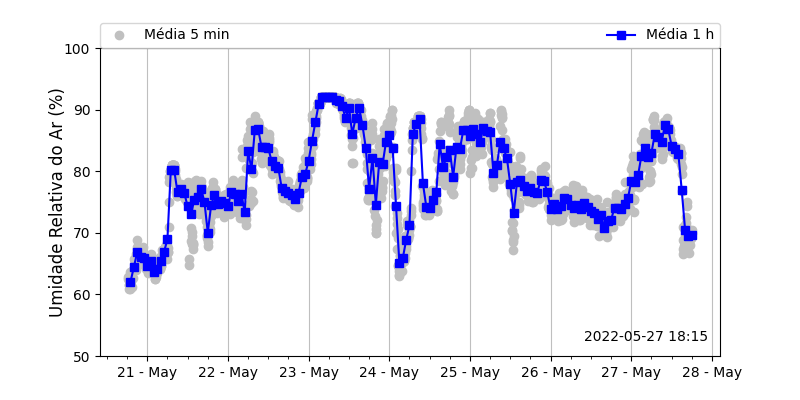 Média 5 min
Média 1 h
Umidade Relativa do Ar (%)
100
90
80
70
60
50
2022-05-27 18:15
21 - May
22 - May
23 - May
24 - May
25 - May
26 - May
27 - May
28 - May